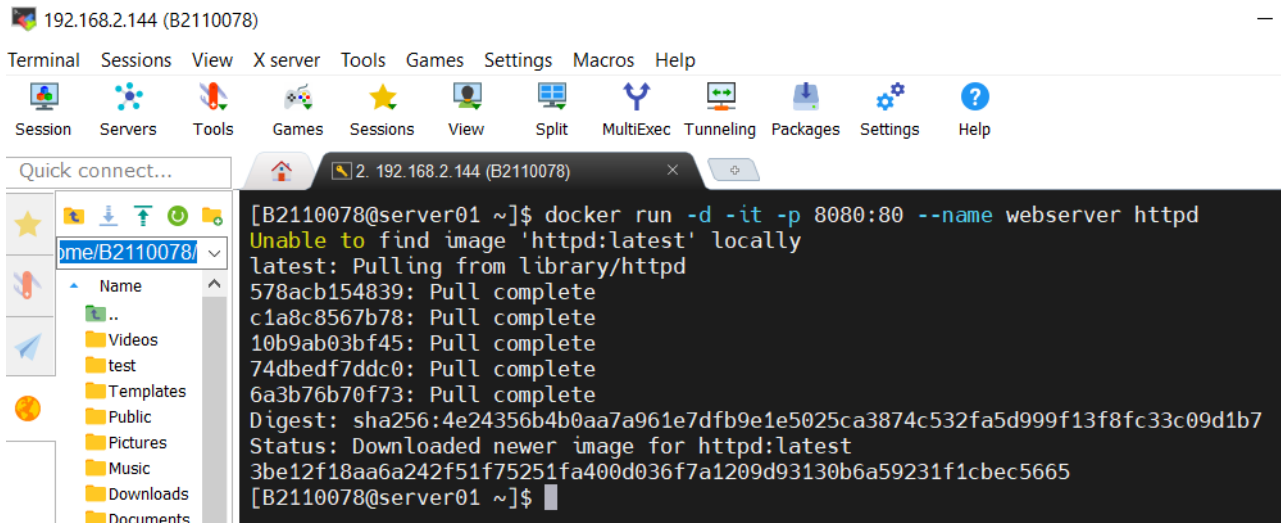 192.168.2.144 (B2110078)
Terminal Sessions View X server Tools Games Settings Macros Help
Session Servers Tools Games Sessions View Split MultiExec Tunneling Packages Settings Help
Quick connect...
2. 192.168.2.144 (B2110078)
ome/B2110078/
Name
..
Videos
test
Templates
Public
Pictures
Music
Downloads
Documents
[B2110078@server01 ~]$ docker run -d -it -p 8080:80 --name webserver httpd
Unable to find image 'httpd:latest' locally
latest: Pulling from library/httpd
578acb154839: Pull complete
c1a8c8567b78: Pull complete
10b9ab03bf45: Pull complete
74dbedf7ddc0: Pull complete
6a3b76b70f73: Pull complete
Digest: sha256:4e24356b4b0aa7a961e7dfb9e1e5025ca3874c532fa5d999f13f8fc33c09d1b7
Status: Downloaded newer image for httpd:latest
3be12f18aa6a242f51f75251fa400d036f7a1209d93130b6a59231f1cbec5665
[B2110078@server01 ~]$